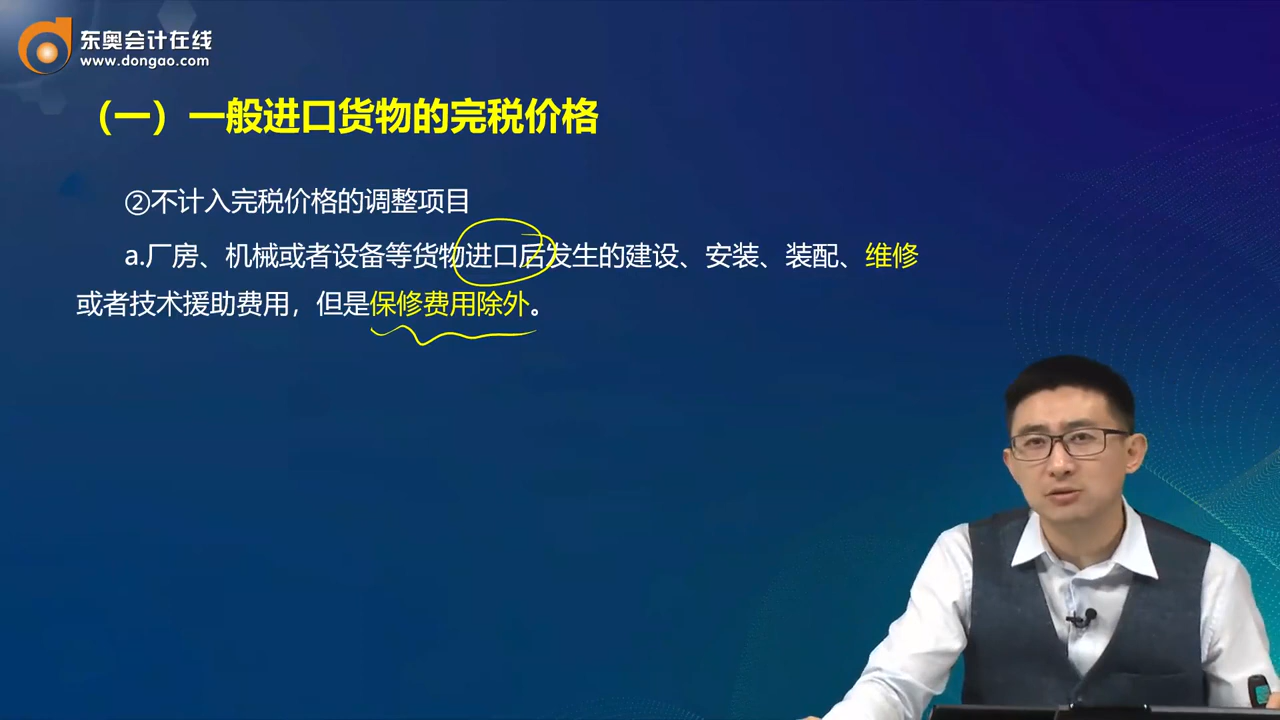 东奥会计在线
www.dongao.com
（一）一般进口货物的完税价格
②不计入完税价格的调整项目
a.厂房、机械或者设备等货物进口后发生的建设、安装、装配、维修
或者技术援助费用，但是保修费用除外。